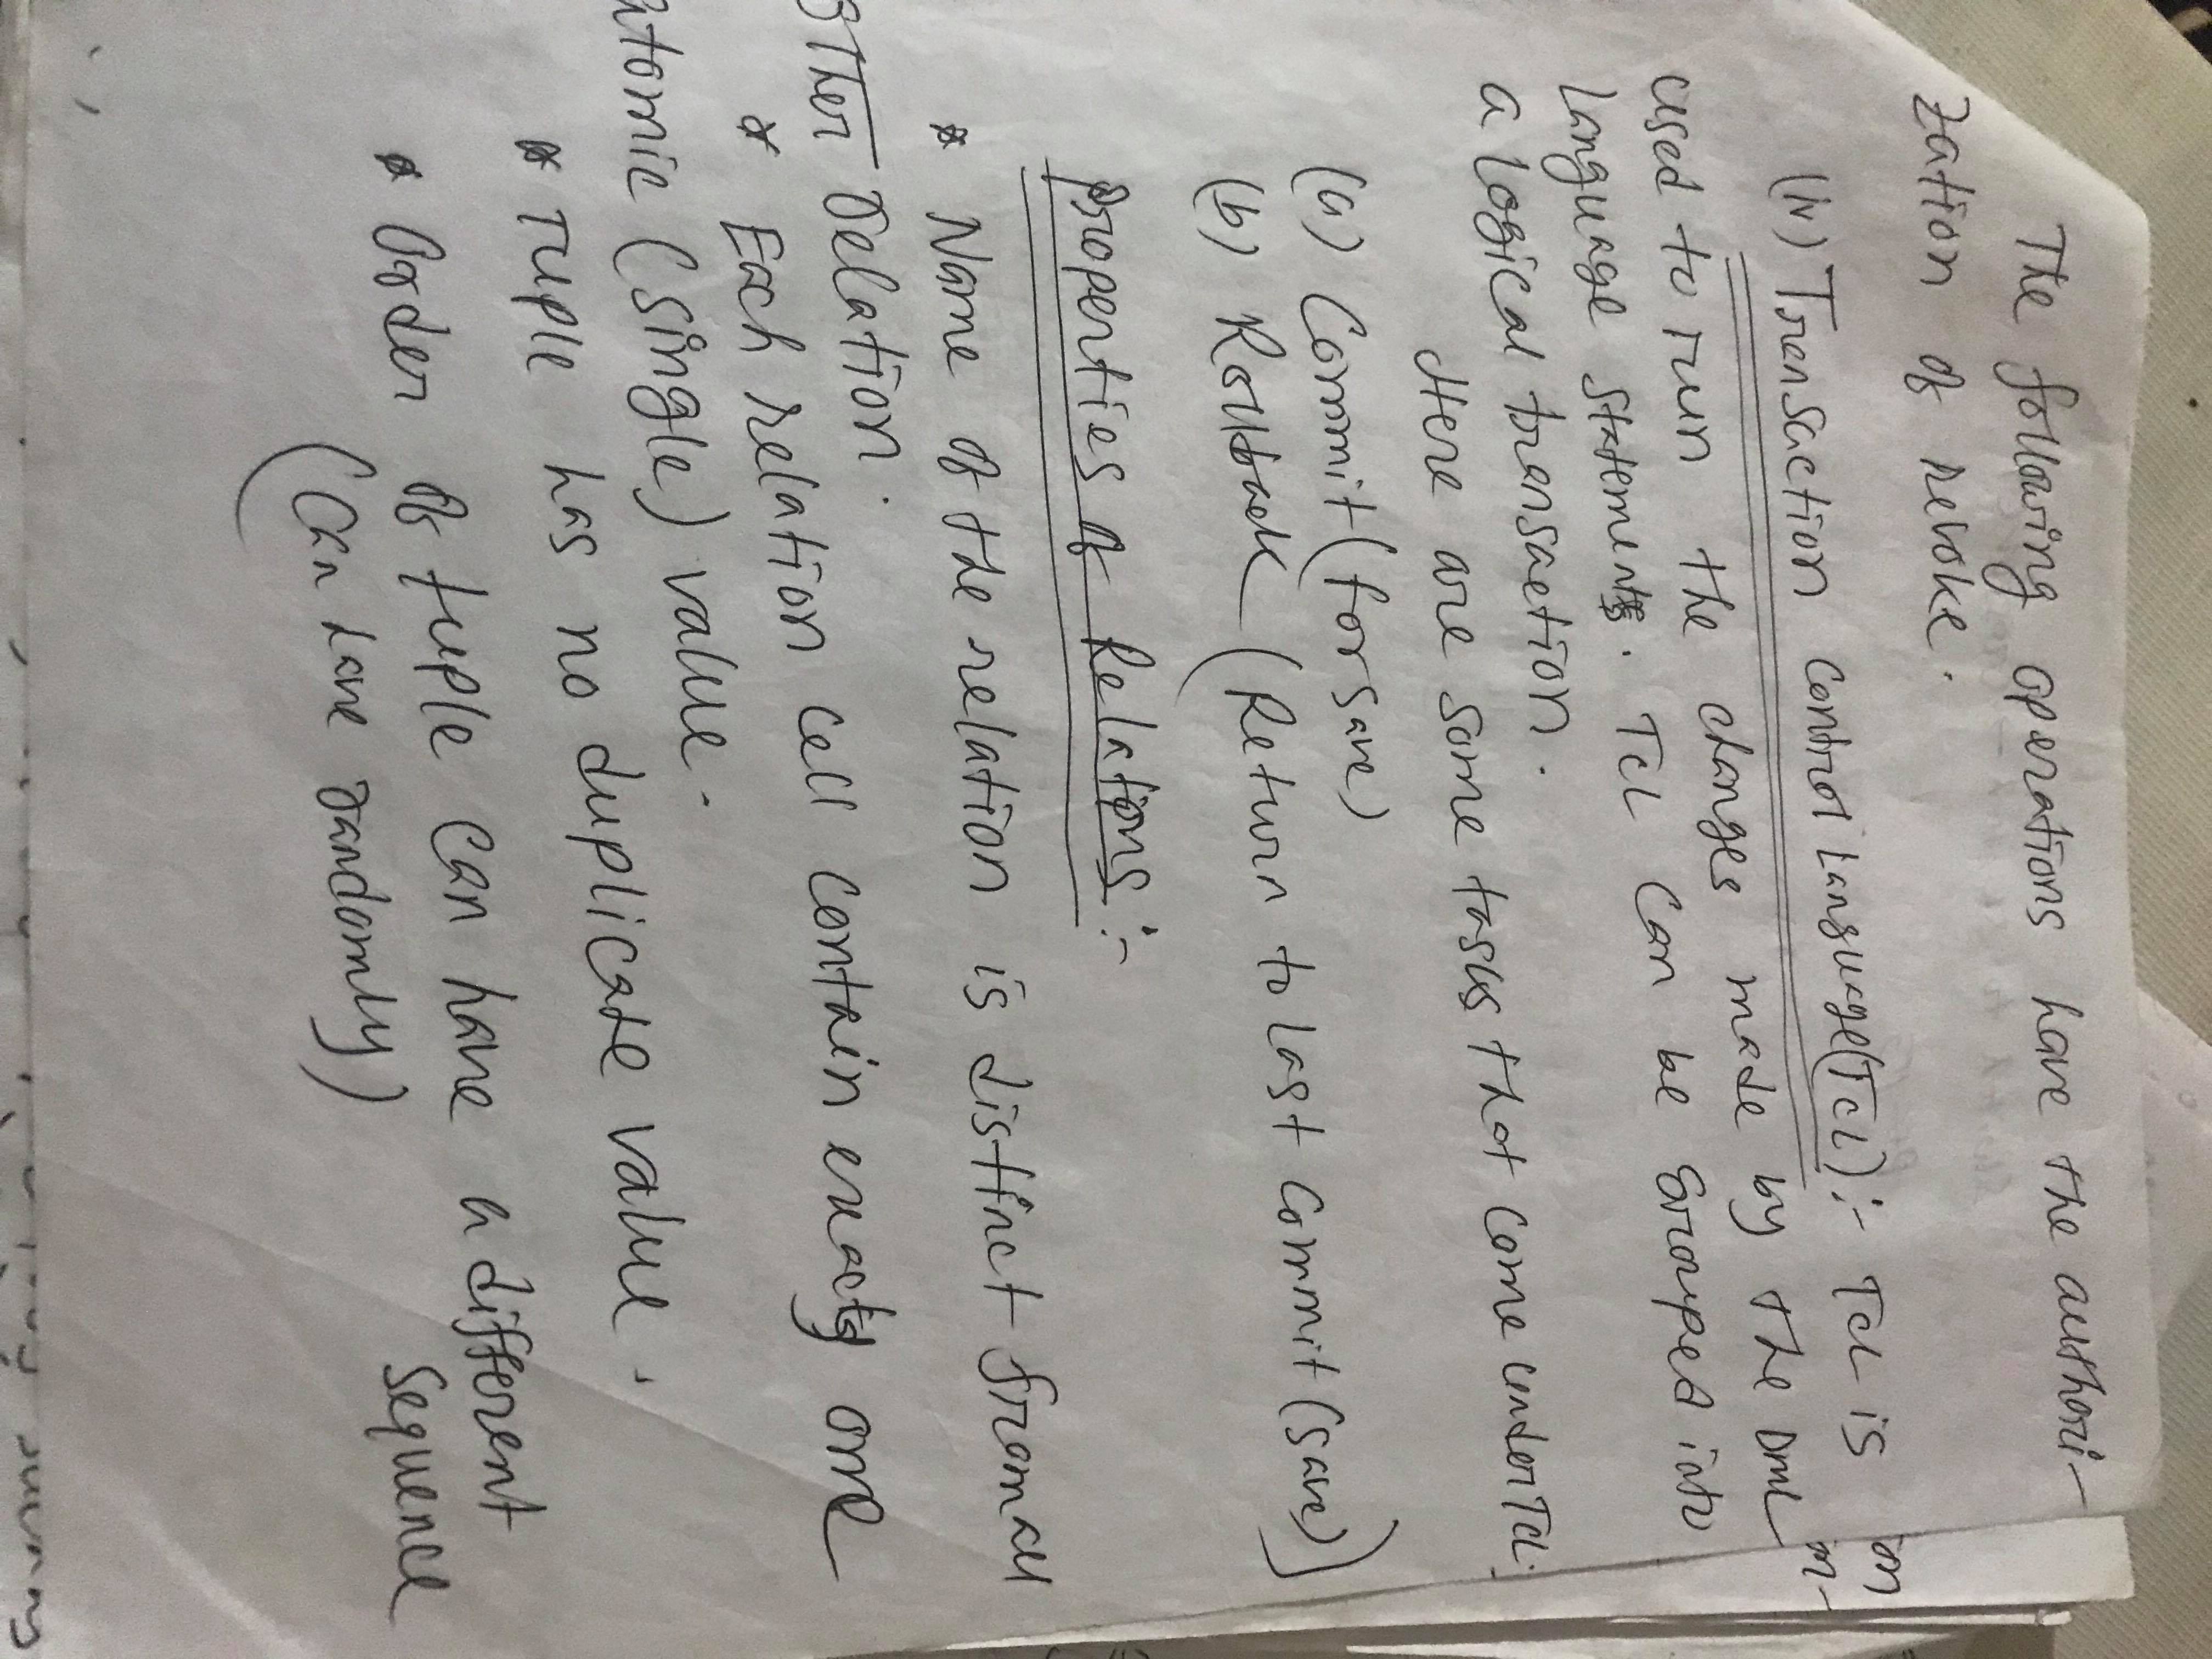 The following operations have the authori-
zation of revoke.
(iv) Transaction Control Language(TCL):- TCL is
used to run the changes made by the DML
Language statements. TCL can be grouped into
a logical transaction.
Here are some tasks that come under TCL:
(a) Commit (for save)
(b) Rollback (Return to last commit (save))
Properties of Relations:-
* Name of the relation is distinct from all
other relation.
* Each relation cell contain exactly one
atomic (single) value.
* Tuple has no duplicate value.
* Order of tuple can have a different
sequence
(can have randomly)